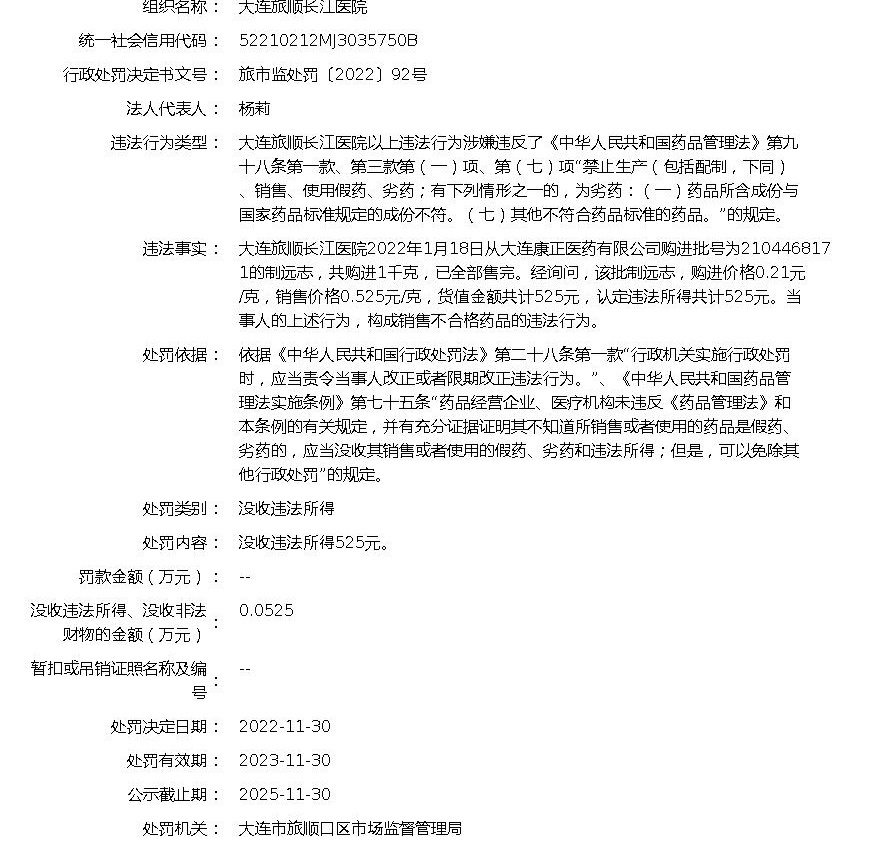 组织名称： 大连旅顺长江医院
统一社会信用代码： 52210212MJ3035750B
行政处罚决定书文号： 旅市监处罚〔2022〕92号
法人代表人： 杨莉
违法行为类型： 大连旅顺长江医院以上违法行为涉嫌违反了《中华人民共和国药品管理法》第九
十八条第一款、第三款第（一）项、第（七）项“禁止生产（包括配制，下同）
、销售、使用假药、劣药；有下列情形之一的，为劣药：（一）药品所含成份与
国家药品标准规定的成份不符。（七）其他不符合药品标准的药品。”的规定。
违法事实： 大连旅顺长江医院2022年1月18日从大连康正医药有限公司购进批号为210446817
1的制远志，共购进1千克，已全部售完。经询问，该批制远志，购进价格0.21元
/克，销售价格0.525元/克，货值金额共计525元，认定违法所得共计525元。当
事人的上述行为，构成销售不合格药品的违法行为。
处罚依据： 依据《中华人民共和国行政处罚法》第二十八条第一款“行政机关实施行政处罚
时，应当责令当事人改正或者限期改正违法行为。”、《中华人民共和国药品管
理法实施条例》第七十五条“药品经营企业、医疗机构未违反《药品管理法》和
本条例的有关规定，并有充分证据证明其不知道所销售或者使用的药品是假药、
劣药的，应当没收其销售或者使用的假药、劣药和违法所得；但是，可以免除其
他行政处罚”的规定。
处罚类别： 没收违法所得
处罚内容： 没收违法所得525元。
罚款金额（万元）： --
没收违法所得、没收非法
财物的金额（万元）： 0.0525
暂扣或吊销证照名称及编
号： --
处罚决定日期： 2022-11-30
处罚有效期： 2023-11-30
公示截止期： 2025-11-30
处罚机关： 大连市旅顺口区市场监督管理局